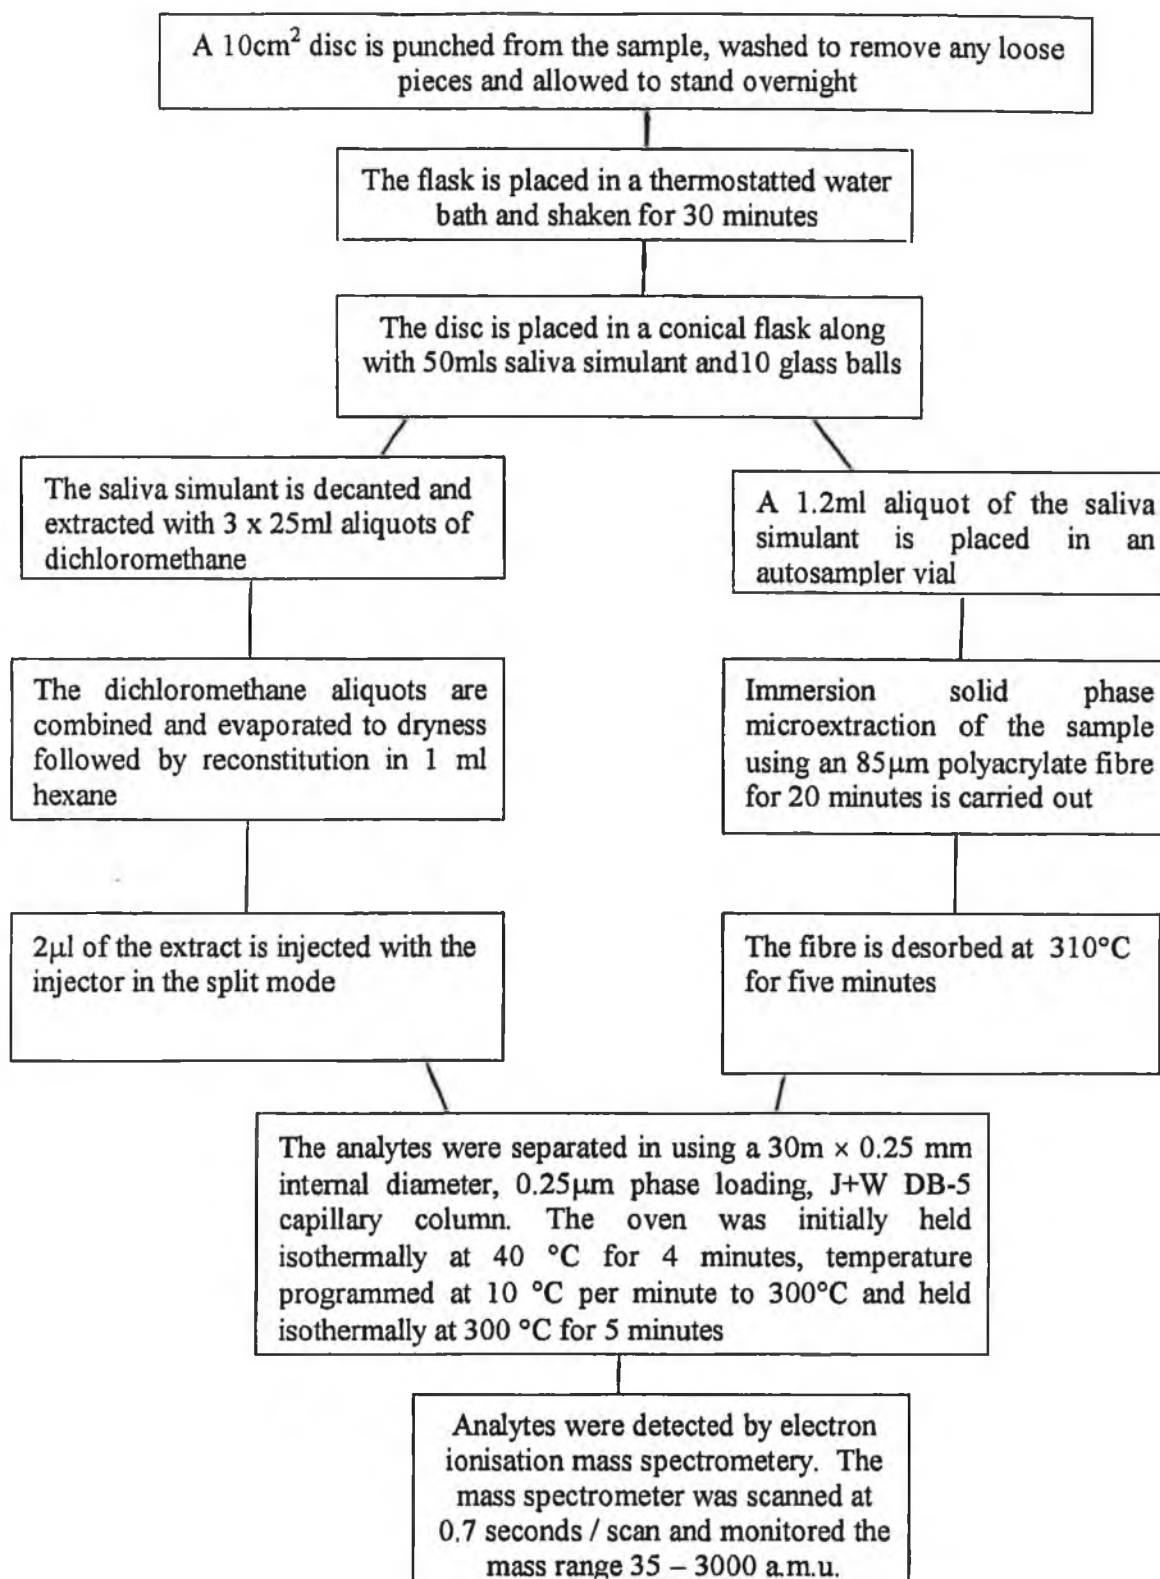 A 10cm² disc is punched from the sample, washed to remove any loose
pieces and allowed to stand overnight
The flask is placed in a thermostatted water
bath and shaken for 30 minutes
The disc is placed in a conical flask along
with 50mls saliva simulant and10 glass balls
The saliva simulant is decanted and
extracted with 3 x 25ml aliquots of
dichloromethane
A 1.2ml aliquot of the saliva
simulant is placed in an
autosampler vial
The dichloromethane aliquots are
combined and evaporated to dryness
followed by reconstitution in 1 ml
hexane
Immersion solid phase
microextraction of the sample
using an 85µm polyacrylate fibre
for 20 minutes is carried out
2µl of the extract is injected with the
injector in the split mode
The fibre is desorbed at 310°C
for five minutes
The analytes were separated in using a 30m × 0.25 mm
internal diameter, 0.25µm phase loading, J+W DB-5
capillary column. The oven was initially held
isothermally at 40 °C for 4 minutes, temperature
programmed at 10 °C per minute to 300°C and held
isothermally at 300 °C for 5 minutes
Analytes were detected by electron
ionisation mass spectrometery. The
mass spectrometer was scanned at
0.7 seconds / scan and monitored the
mass range 35 – 3000 a.m.u.